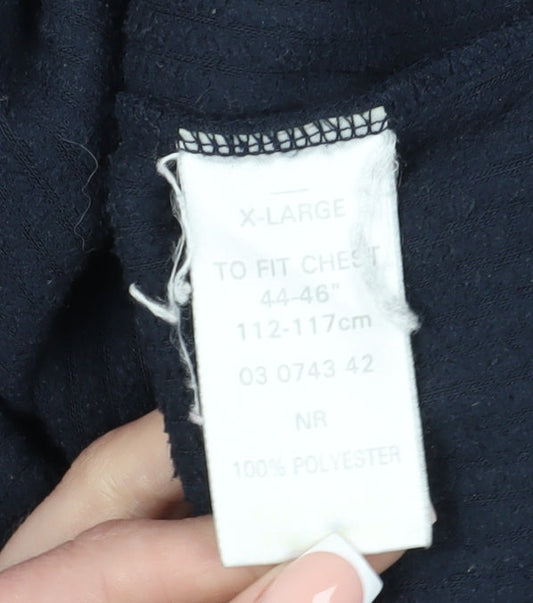 X-LARGE
TO FIT CHEST
44-46"
112-117cm
03 0743 42
NR
100% POLYESTER